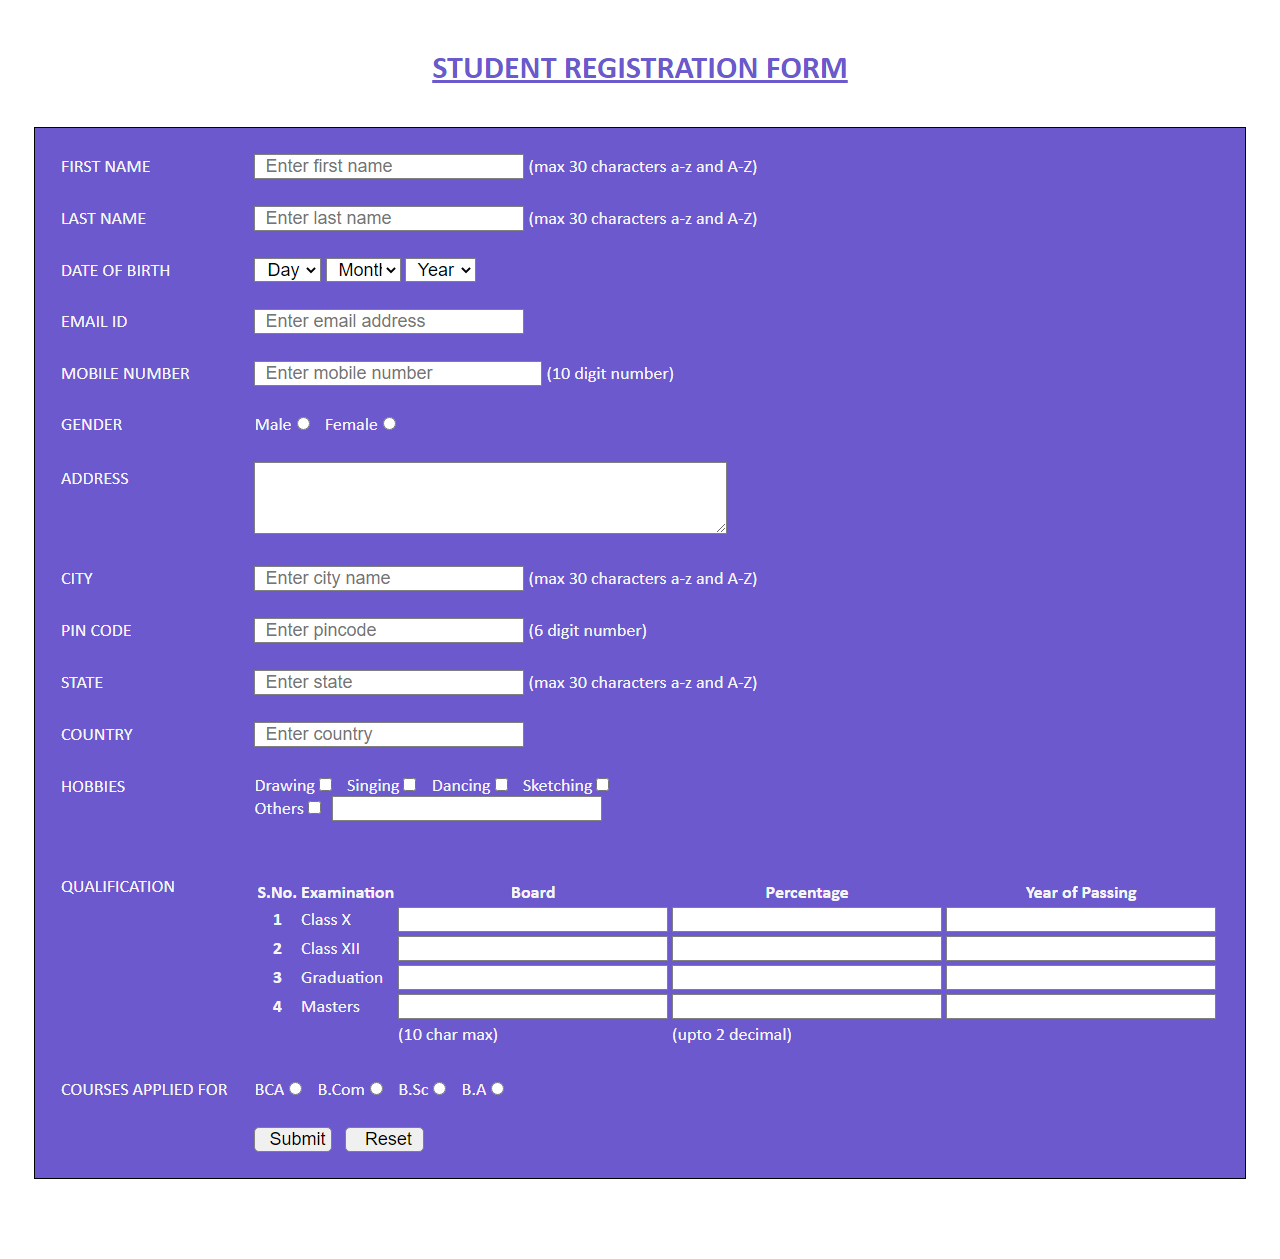 STUDENT REGISTRATION FORM
FIRST NAME Enter first name (max 30 characters a-z and A-Z)
LAST NAME Enter last name (max 30 characters a-z and A-Z)
DATE OF BIRTH Day Month Year
EMAIL ID Enter email address
MOBILE NUMBER Enter mobile number (10 digit number)
GENDER Male Female
ADDRESS
CITY Enter city name (max 30 characters a-z and A-Z)
PIN CODE Enter pincode (6 digit number)
STATE Enter state (max 30 characters a-z and A-Z)
COUNTRY Enter country
HOBBIES Drawing Singing Dancing Sketching
Others
QUALIFICATION
S.No. Examination Board Percentage Year of Passing
1 Class X
2 Class XII
3 Graduation
4 Masters
(10 char max) (upto 2 decimal)
COURSES APPLIED FOR BCA B.Com B.Sc B.A
Submit Reset